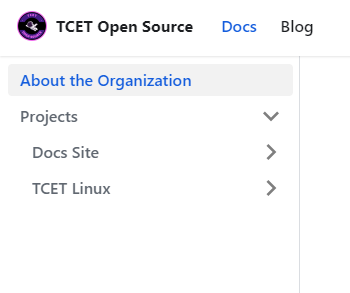 TCET Open Source Docs Blog
About the Organization
Projects
Docs Site
TCET Linux